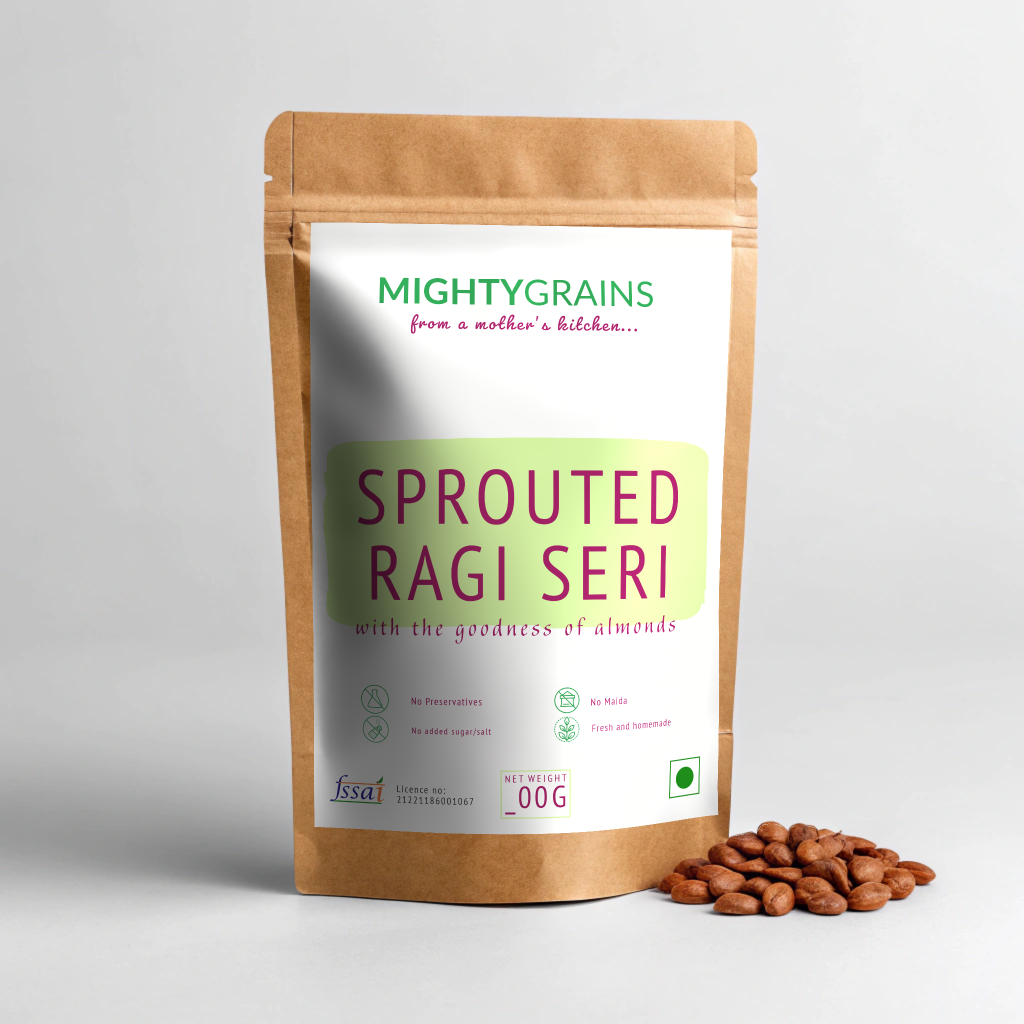 MIGHTYGRAINS
from a mother's kitchen...
SPROUTED
RAGI SERI
with the goodness of almonds
No Preservatives
No Maida
No added sugar/salt
Fresh and homemade
fssai
Licence no:
21221186001067
NET WEIGHT
_00G